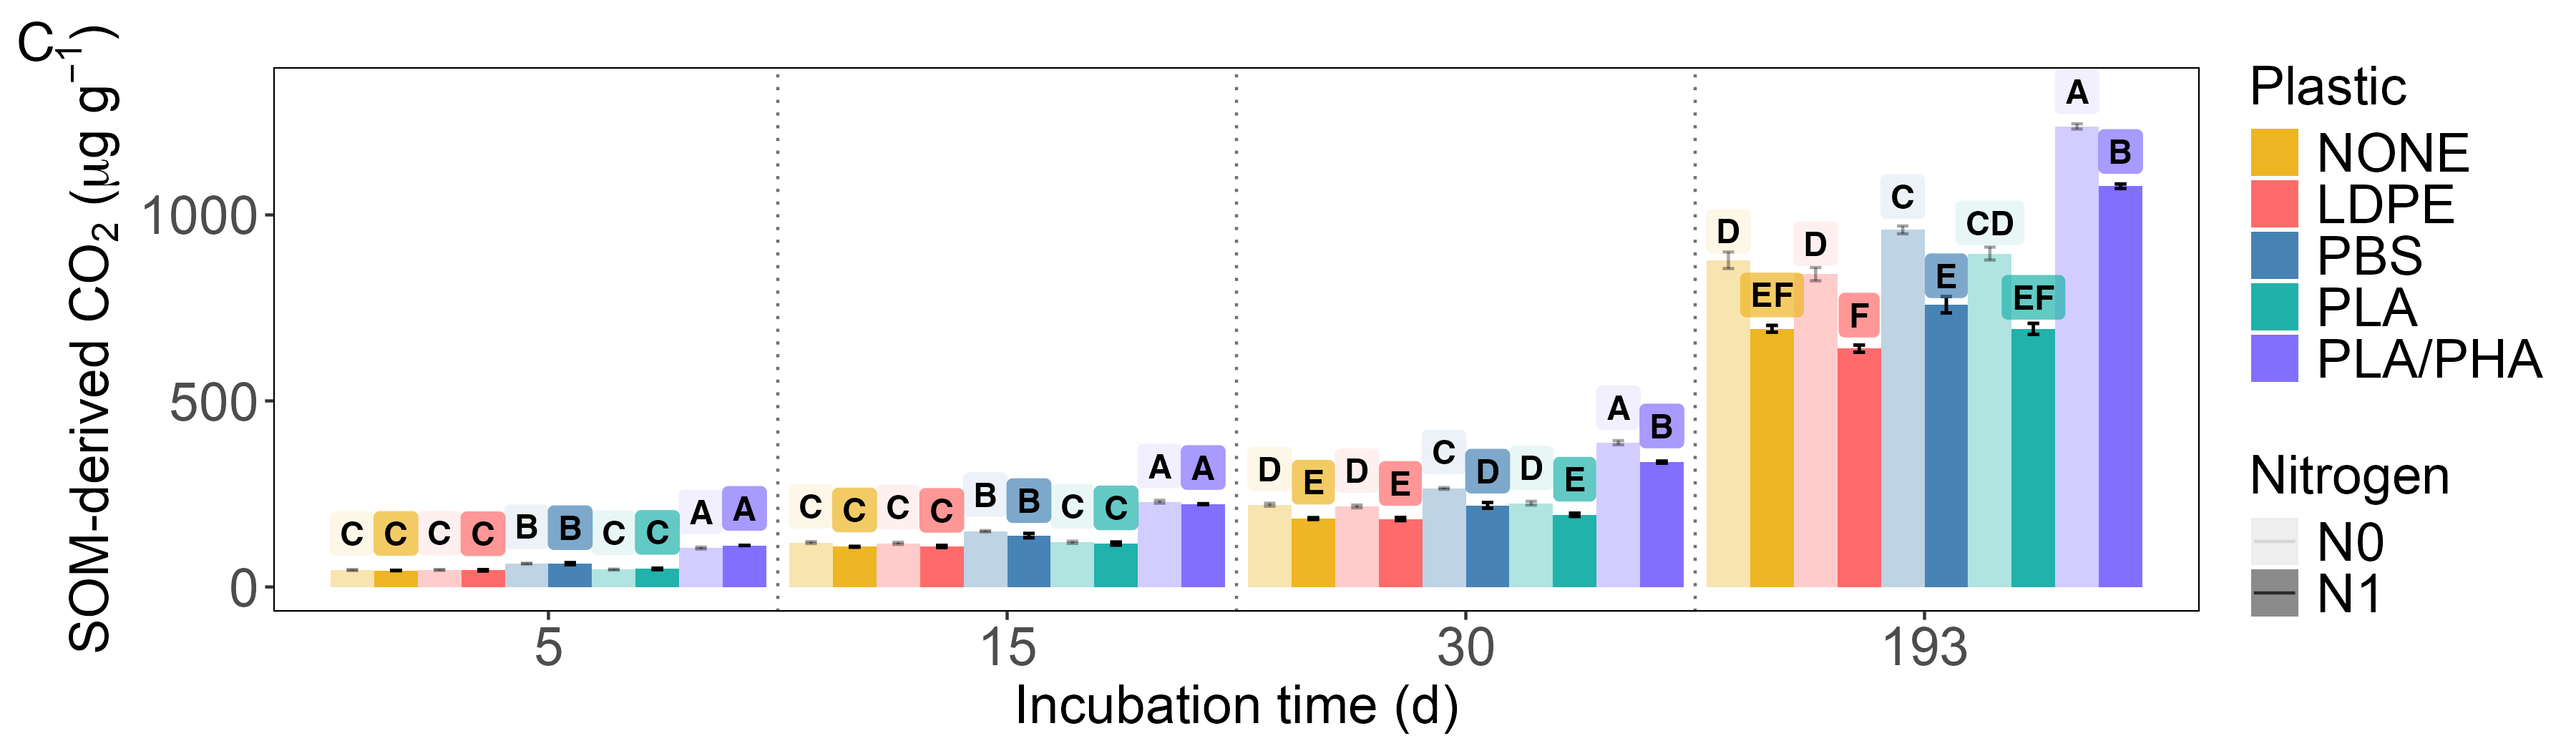 C
SOM-derived CO₂ (μg g⁻¹)
1000
500
0
C C C C B B C C A A
C C C C B B C C A A
D E D E C D D E A B
D EF D F C E CD EF A B
5 15 30 193
Incubation time (d)
Plastic
NONE
LDPE
PBS
PLA
PLA/PHA
Nitrogen
N0
N1